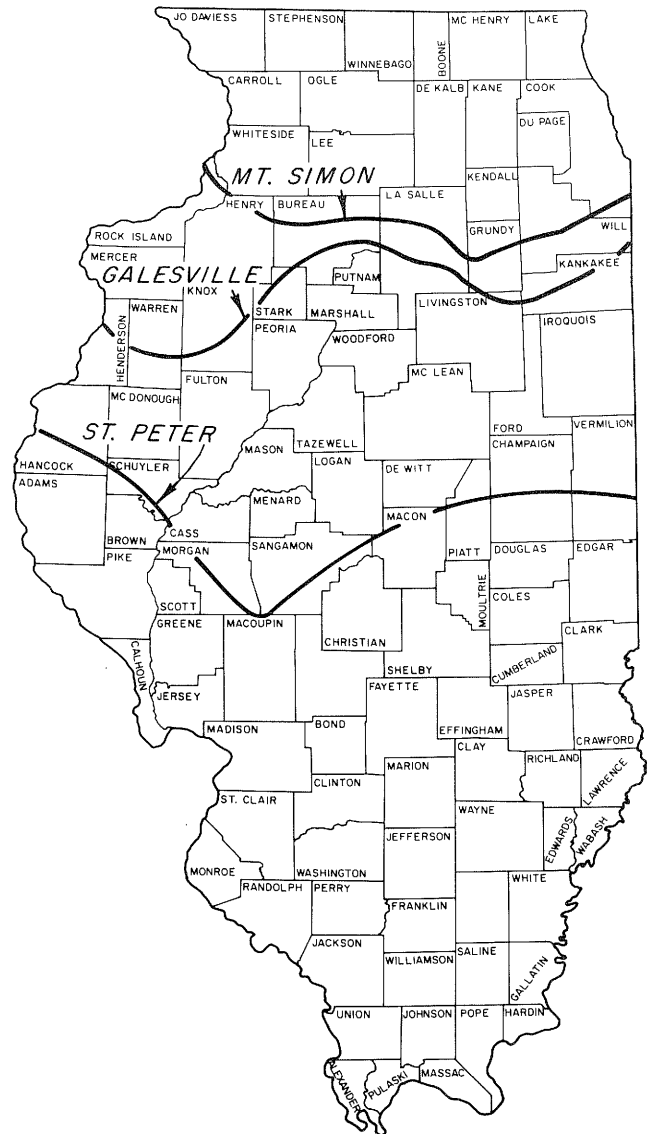 JO DAVIESS
STEPHENSON
WINNEBAGO
BOONE
MC HENRY
LAKE
CARROLL
OGLE
DE KALB
KANE
COOK
DU PAGE
WHITESIDE
LEE
MT. SIMON
KENDALL
HENRY
BUREAU
LA SALLE
GRUNDY
WILL
ROCK ISLAND
MERCER
GALESVILLE
PUTNAM
KANKAKEE
KNOX
WARREN
HENDERSON
STARK
MARSHALL
LIVINGSTON
IROQUOIS
PEORIA
WOODFORD
FULTON
MC LEAN
MC DONOUGH
ST. PETER
MASON
TAZEWELL
LOGAN
FORD
VERMILION
CHAMPAIGN
HANCOCK
SCHUYLER
ADAMS
DE WITT
MENARD
MACON
CASS
BROWN
MORGAN
SANGAMON
PIKE
PIATT
DOUGLAS
EDGAR
MOULTRIE
COLES
SCOTT
GREENE
MACOUPIN
CHRISTIAN
CLARK
CALHOUN
SHELBY
CUMBERLAND
JERSEY
FAYETTE
JASPER
MADISON
BOND
EFFINGHAM
CLAY
CRAWFORD
RICHLAND
LAWRENCE
MARION
CLINTON
ST. CLAIR
WAYNE
EDWARDS
WABASH
JEFFERSON
MONROE
WASHINGTON
WHITE
RANDOLPH
PERRY
FRANKLIN
JACKSON
WILLIAMSON
SALINE
GALLATIN
UNION
JOHNSON
POPE
HARDIN
ALEXANDER
PULASKI
MASSAC